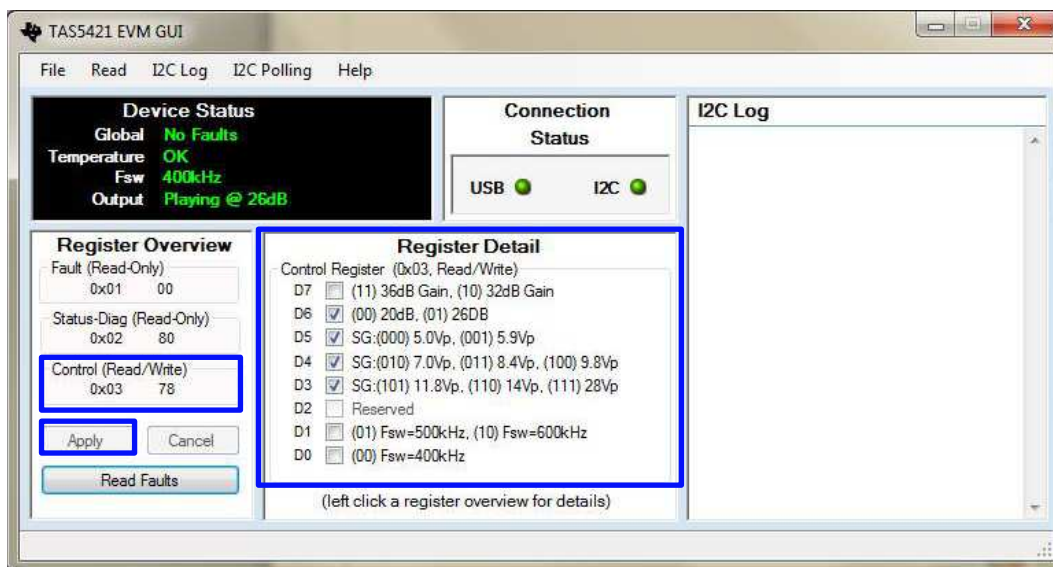 TAS5421 EVM GUI
File Read I2C Log I2C Polling Help
Device Status
Global No Faults
Temperature OK
Fsw 400kHz
Output Playing @ 26dB
Connection
Status
USB I2C
I2C Log
Register Overview
Fault (Read-Only)
0x01 00
Status-Diag (Read-Only)
0x02 80
Control (Read/Write)
0x03 78
Apply Cancel
Read Faults
Register Detail
Control Register (0x03, Read/Write)
D7 (11) 36dB Gain, (10) 32dB Gain
D6 (00) 20dB, (01) 26DB
D5 SG:(000) 5.0Vp, (001) 5.9Vp
D4 SG:(010) 7.0Vp, (011) 8.4Vp, (100) 9.8Vp
D3 SG:(101) 11.8Vp, (110) 14Vp, (111) 28Vp
D2 Reserved
D1 (01) Fsw=500kHz, (10) Fsw=600kHz
D0 (00) Fsw=400kHz
(left click a register overview for details)